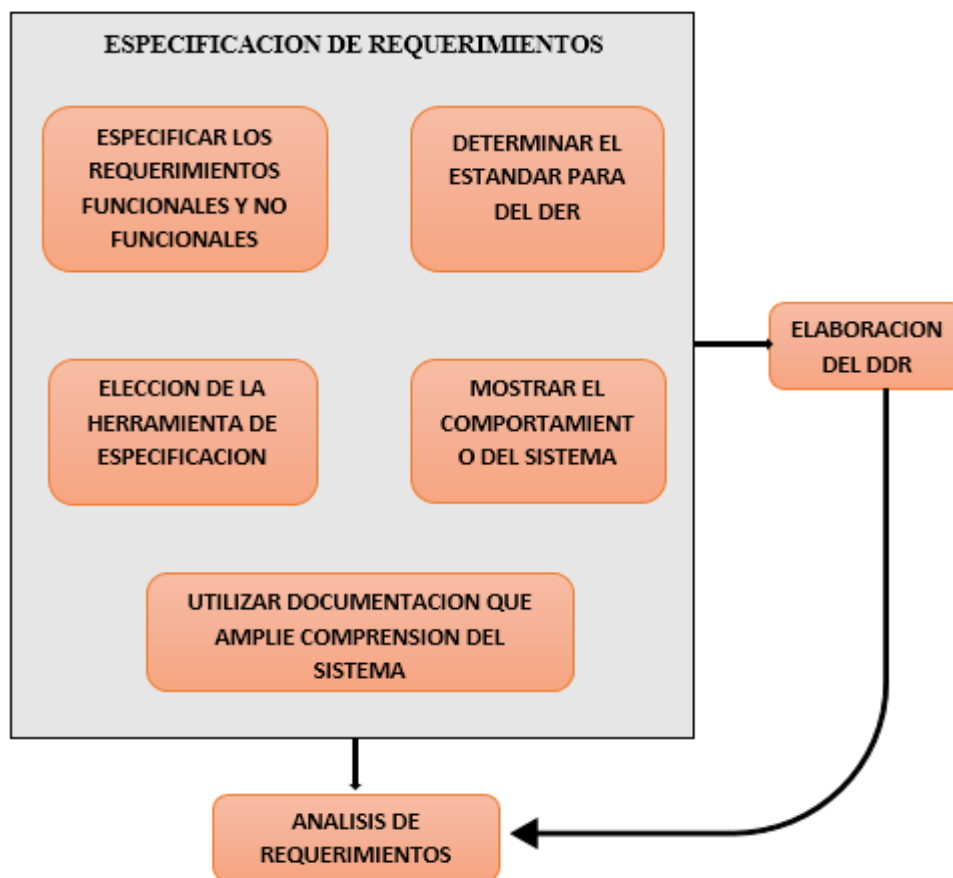 ESPECIFICACION DE REQUERIMIENTOS
ESPECIFICAR LOS
REQUERIMIENTOS
FUNCIONALES Y NO
FUNCIONALES
DETERMINAR EL
ESTANDAR PARA
DEL DER
ELECCION DE LA
HERRAMIENTA DE
ESPECIFICACION
MOSTRAR EL
COMPORTAMIENT
O DEL SISTEMA
UTILIZAR DOCUMENTACION QUE
AMPLIE COMPRENSION DEL
SISTEMA
ELABORACION
DEL DDR
ANALISIS DE
REQUERIMIENTOS